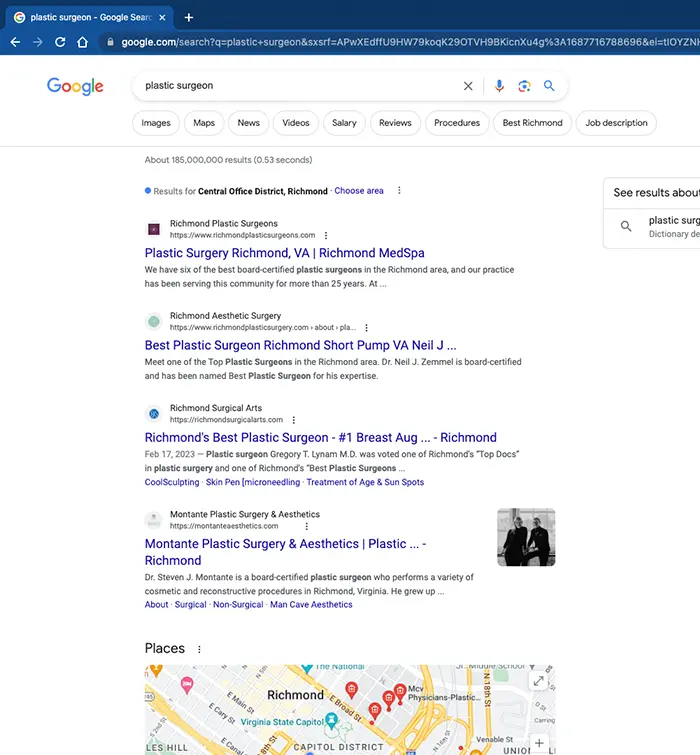 plastic surgeon - Google Searc
google.com/search?q=plastic+surgeon&sxsrf=APwXEdffU9HW79koqK29OTVH9BKicnXu4g%3A1687716788696&ei=tIOYZNH
Google
plastic surgeon
Images Maps News Videos Salary Reviews Procedures Best Richmond Job description
About 185,000,000 results (0.53 seconds)
Results for Central Office District, Richmond · Choose area
See results about
plastic surg
Dictionary de
Richmond Plastic Surgeons
https://www.richmondplasticsurgeons.com
Plastic Surgery Richmond, VA | Richmond MedSpa
We have six of the best board-certified plastic surgeons in the Richmond area, and our practice
has been serving this community for more than 25 years. At ...
Richmond Aesthetic Surgery
https://www.richmondplasticsurgery.com › about › pla...
Best Plastic Surgeon Richmond Short Pump VA Neil J ...
Meet one of the Top Plastic Surgeons in the Richmond area. Dr. Neil J. Zemmel is board-certified
and has been named Best Plastic Surgeon for his expertise.
Richmond Surgical Arts
https://richmondsurgicalarts.com
Richmond's Best Plastic Surgeon - #1 Breast Aug ... - Richmond
Feb 17, 2023 — Plastic surgeon Gregory T. Lynam M.D. was voted one of Richmond's "Top Docs"
in plastic surgery and one of Richmond's "Best Plastic Surgeons ...
CoolSculpting · Skin Pen [microneedling · Treatment of Age & Sun Spots
Montante Plastic Surgery & Aesthetics
https://montanteaesthetics.com
Montante Plastic Surgery & Aesthetics | Plastic ... -
Richmond
Dr. Steven J. Montante is a board-certified plastic surgeon who performs a variety of
cosmetic and reconstructive procedures in Richmond, Virginia. He grew up ...
About · Surgical · Non-Surgical · Man Cave Aesthetics
Places
The National
N 18th St
Richmond
Mcv
Physicians-Plastic...
E Main St
E Cary St
E Broad St
Virginia State Capitol
Carring
Venable St
LES HILL
CAPITOL DISTRICT
UNION